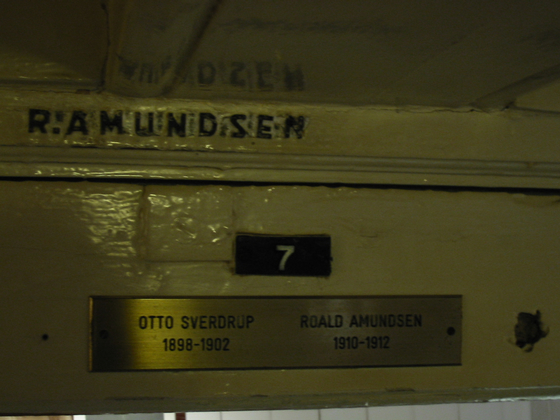 R. AMUNDSEN
7
OTTO SVERDRUP ROALD AMUNDSEN
1898-1902 1910-1912